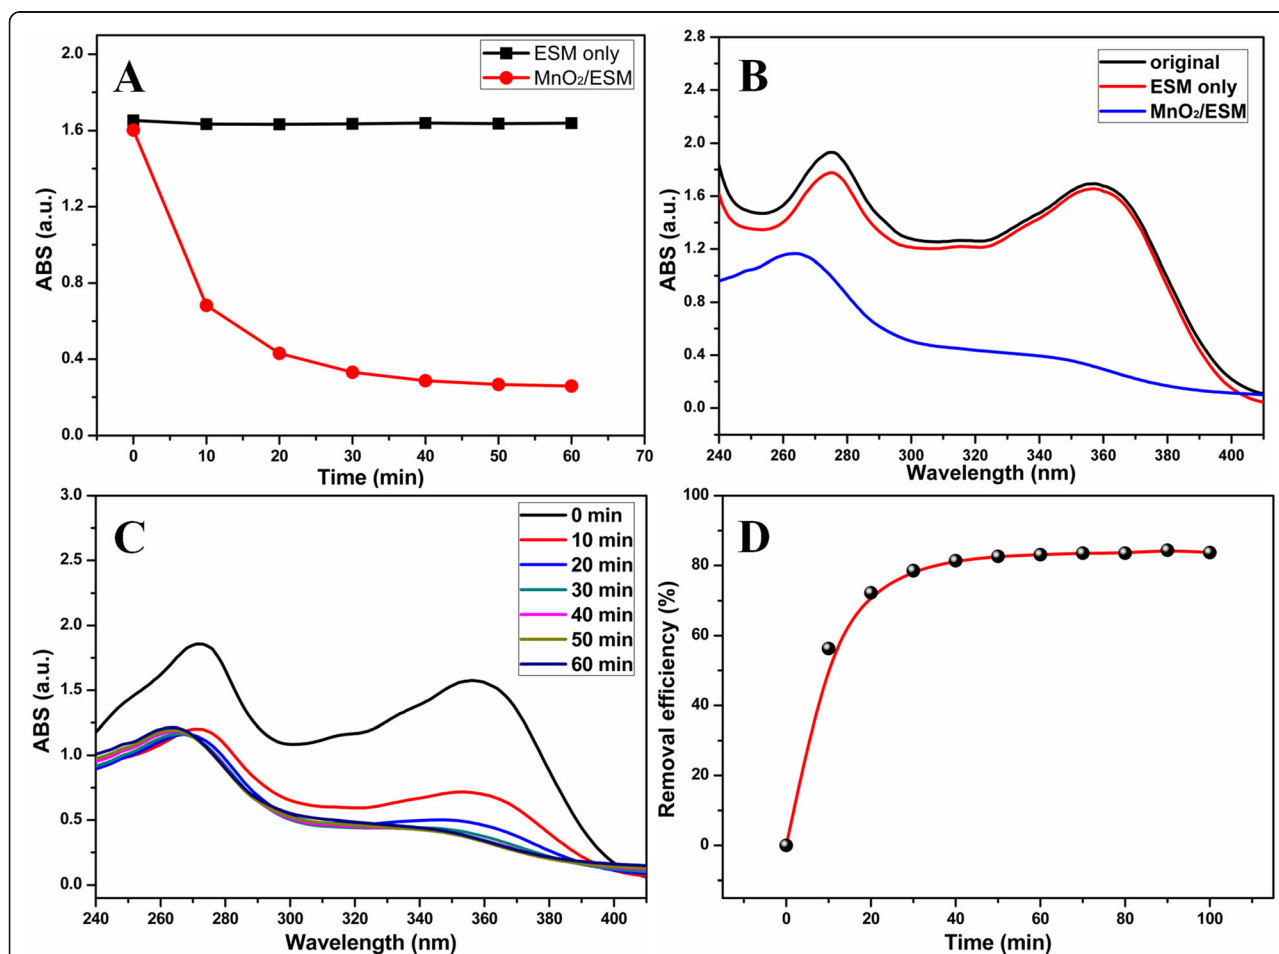 A
ESM only
MnO₂/ESM
2.0
1.6
1.2
0.8
0.4
0.0
ABS (a.u.)
0 10 20 30 40 50 60 70
Time (min)
B
original
ESM only
MnO₂/ESM
2.8
2.4
2.0
1.6
1.2
0.8
0.4
0.0
ABS (a.u.)
240 260 280 300 320 340 360 380 400
Wavelength (nm)
C
0 min
10 min
20 min
30 min
40 min
50 min
60 min
3.0
2.5
2.0
1.5
1.0
0.5
0.0
ABS (a.u.)
240 260 280 300 320 340 360 380 400
Wavelength (nm)
D
100
80
60
40
20
0
Removal efficiency (%)
0 20 40 60 80 100
Time (min)